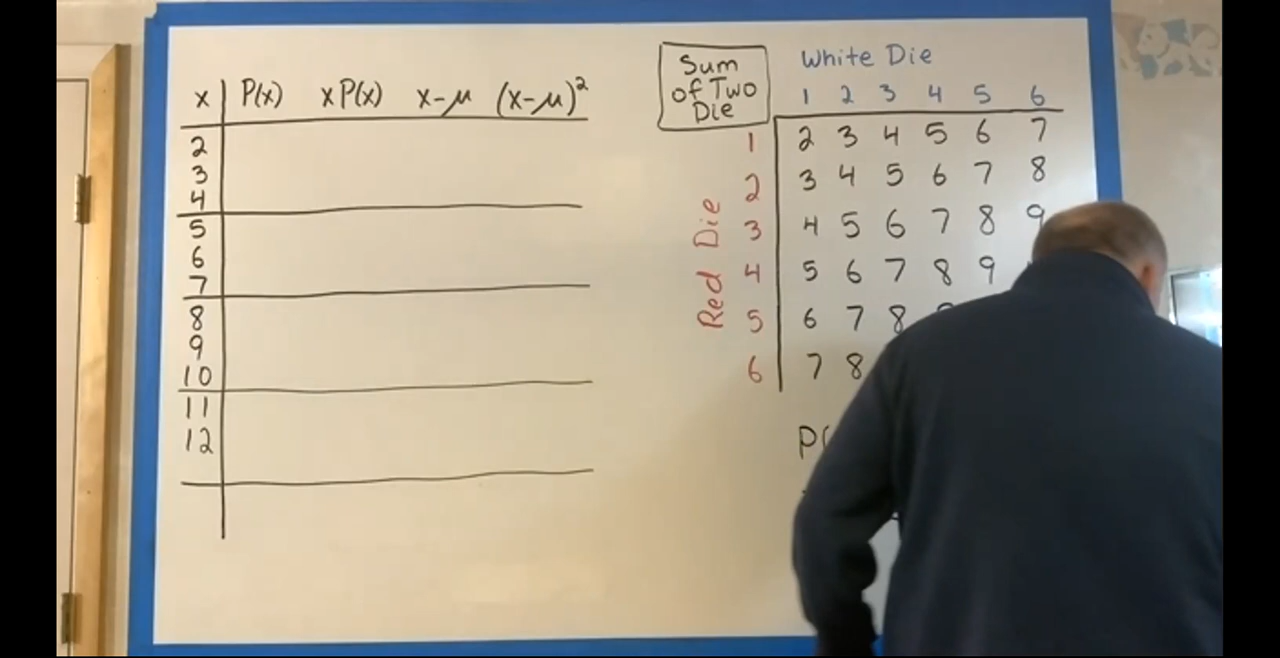 x P(x) xP(x) x-μ (x-μ)²
2
3
4
5
6
7
8
9
10
11
12
Sum
of Two
Die
White Die
1 2 3 4 5 6
Red Die
1 2 3 4 5 6 7
2 3 4 5 6 7 8
3 4 5 6 7 8 9
4 5 6 7 8 9
5 6 7 8
6 7 8
P(